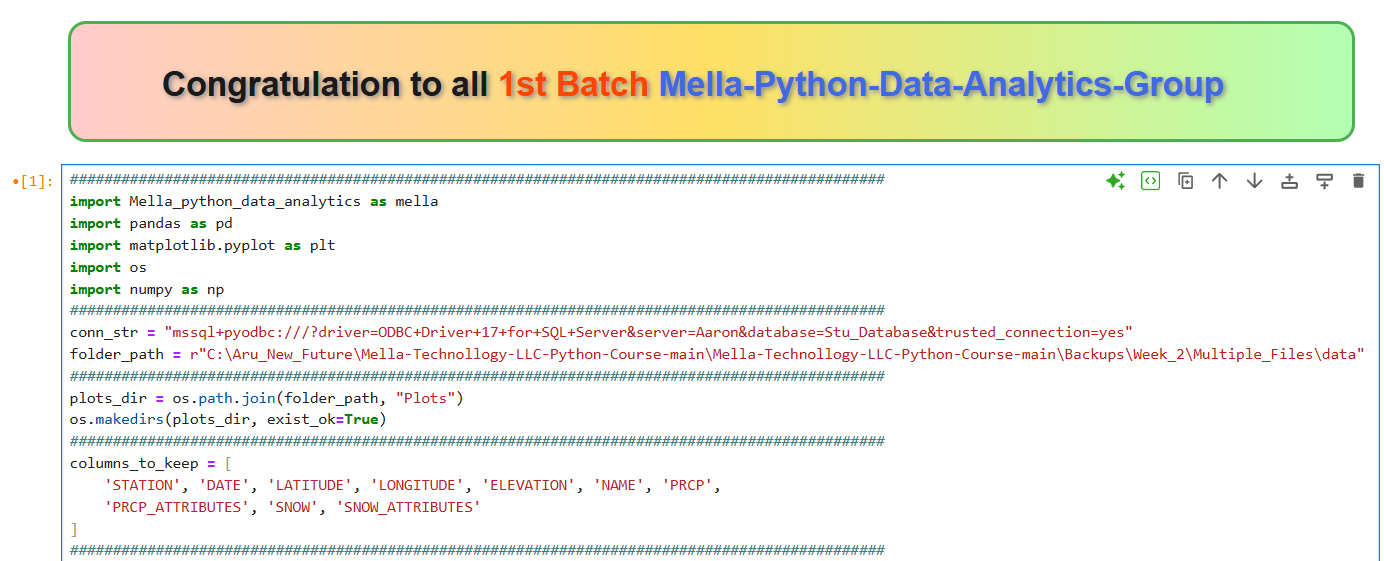 Congratulation to all 1st Batch Mella-Python-Data-Analytics-Group
•[1]:
##############################################################################################
import Mella_python_data_analytics as mella
import pandas as pd
import matplotlib.pyplot as plt
import os
import numpy as np
##############################################################################################
conn_str = "mssql+pyodbc:///?driver=ODBC+Driver+17+for+SQL+Server&server=Aaron&database=Stu_Database&trusted_connection=yes"
folder_path = r"C:\Aru_New_Future\Mella-Technollogy-LLC-Python-Course-main\Mella-Technollogy-LLC-Python-Course-main\Backups\Week_2\Multiple_Files\data"
##############################################################################################
plots_dir = os.path.join(folder_path, "Plots")
os.makedirs(plots_dir, exist_ok=True)
##############################################################################################
columns_to_keep = [
    'STATION', 'DATE', 'LATITUDE', 'LONGITUDE', 'ELEVATION', 'NAME', 'PRCP',
    'PRCP_ATTRIBUTES', 'SNOW', 'SNOW_ATTRIBUTES'
]
##############################################################################################